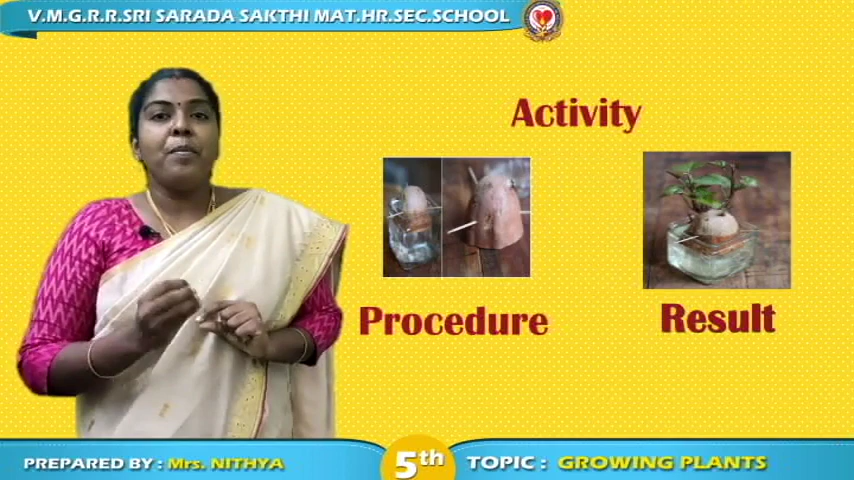 V.M.G.R.R.SRI SARADA SAKTHI MAT.HR.SEC.SCHOOL
Activity
Procedure
Result
PREPARED BY : Mrs. NITHYA
5th
TOPIC : GROWING PLANTS